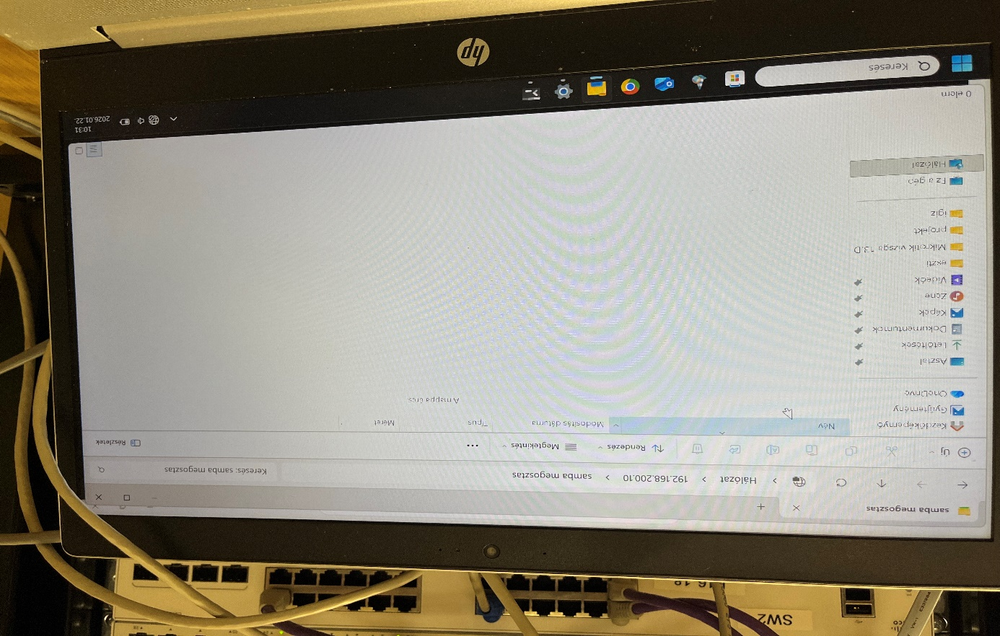 samba megosztas
Hálózat > 192.168.200.10 > samba megosztas
Keresés: samba megosztas
Új
Rendezés
Megtekintés
Részletek
Név
Módosítás dátuma
Típus
Méret
A mappa üres.
Kezdőképernyő
Gyűjtemény
OneDrive
Asztal
Letöltések
Dokumentumok
Képek
Zene
Videók
eszti
Mikrotik vizsga 13.D
projekt
igiz
Ez a gép
Hálózat
0 elem
Keresés
10:31
2026.01.22.
hp
SW2